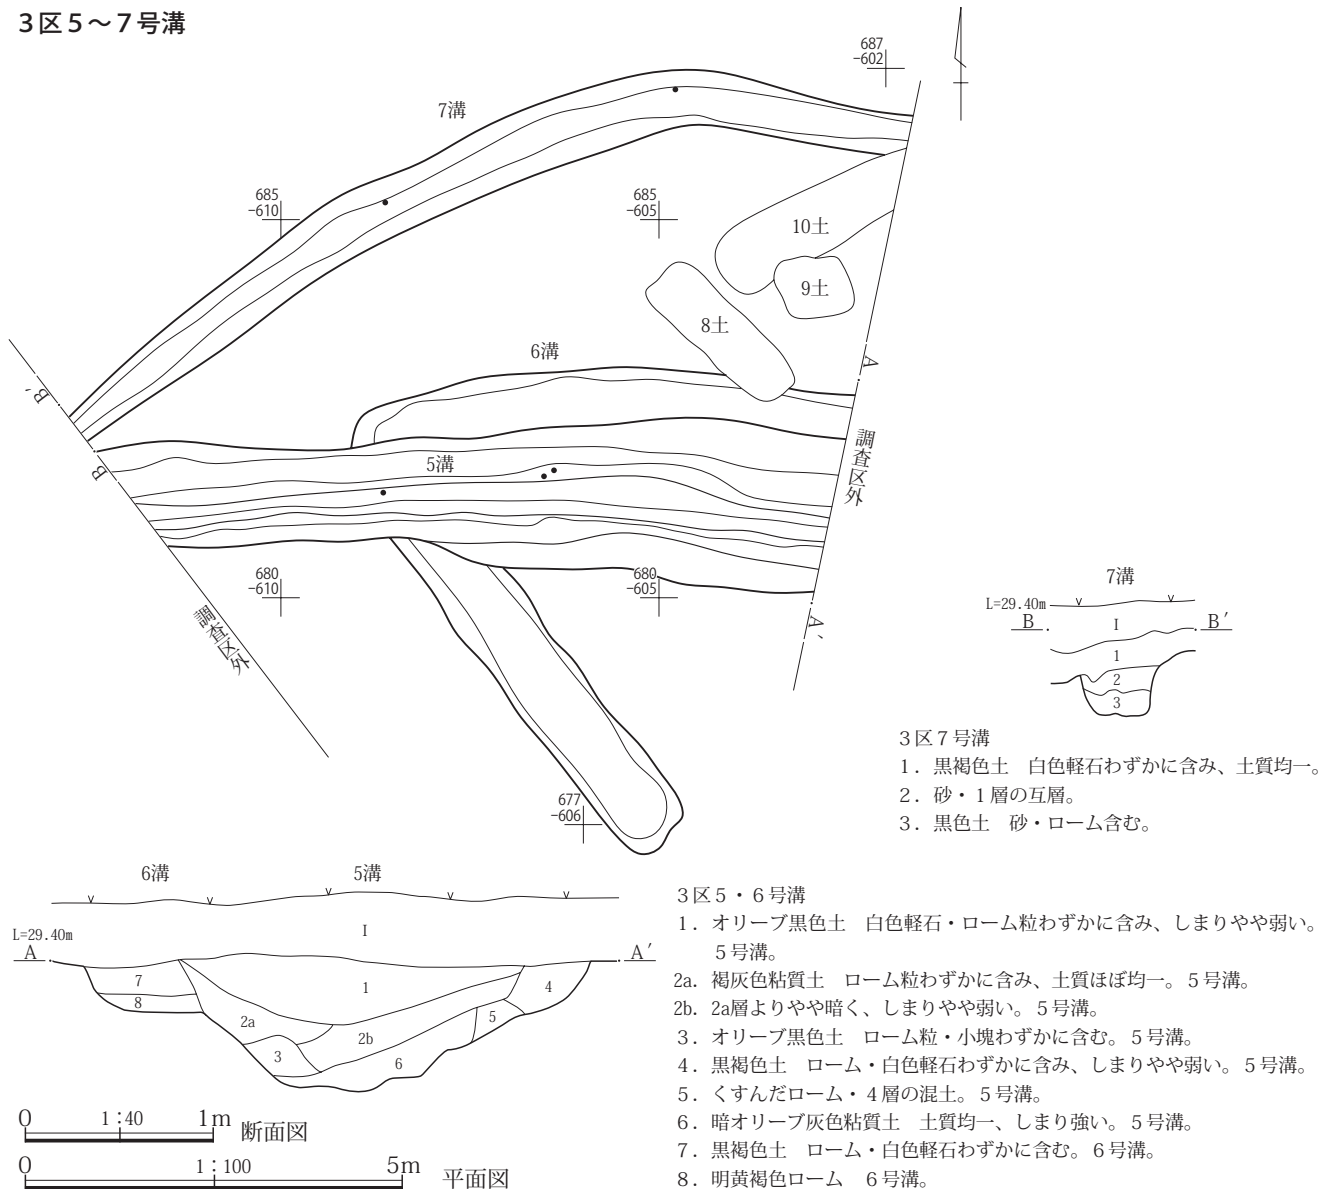 3区5～7号溝
687
-602
7溝
685
-610
685
-605
10土
9土
8土
6溝
A
B′
調査区外
5溝
B
680
-610
680
-605
A′
調査区外
677
-606
7溝
L=29.40m
B
B′
I
1
2
3
3区7号溝
1．黒褐色土　白色軽石わずかに含み、土質均一。
2．砂・1層の互層。
3．黒色土　砂・ローム含む。
6溝
5溝
L=29.40m
A
A′
I
7
8
1
2a
2b
3
4
5
6
3区5・6号溝
1．オリーブ黒色土　白色軽石・ローム粒わずかに含み、しまりやや弱い。
5号溝。
2a．褐灰色粘質土　ローム粒わずかに含み、土質ほぼ均一。5号溝。
2b．2a層よりやや暗く、しまりやや弱い。5号溝。
3．オリーブ黒色土　ローム粒・小塊わずかに含む。5号溝。
4．黒褐色土　ローム・白色軽石わずかに含み、しまりやや弱い。5号溝。
5．くすんだローム・4層の混土。5号溝。
6．暗オリーブ灰色粘質土　土質均一、しまり強い。5号溝。
7．黒褐色土　ローム・白色軽石わずかに含む。6号溝。
8．明黄褐色ローム　6号溝。
0 1：40 1m 断面図
0 1：100 5m 平面図